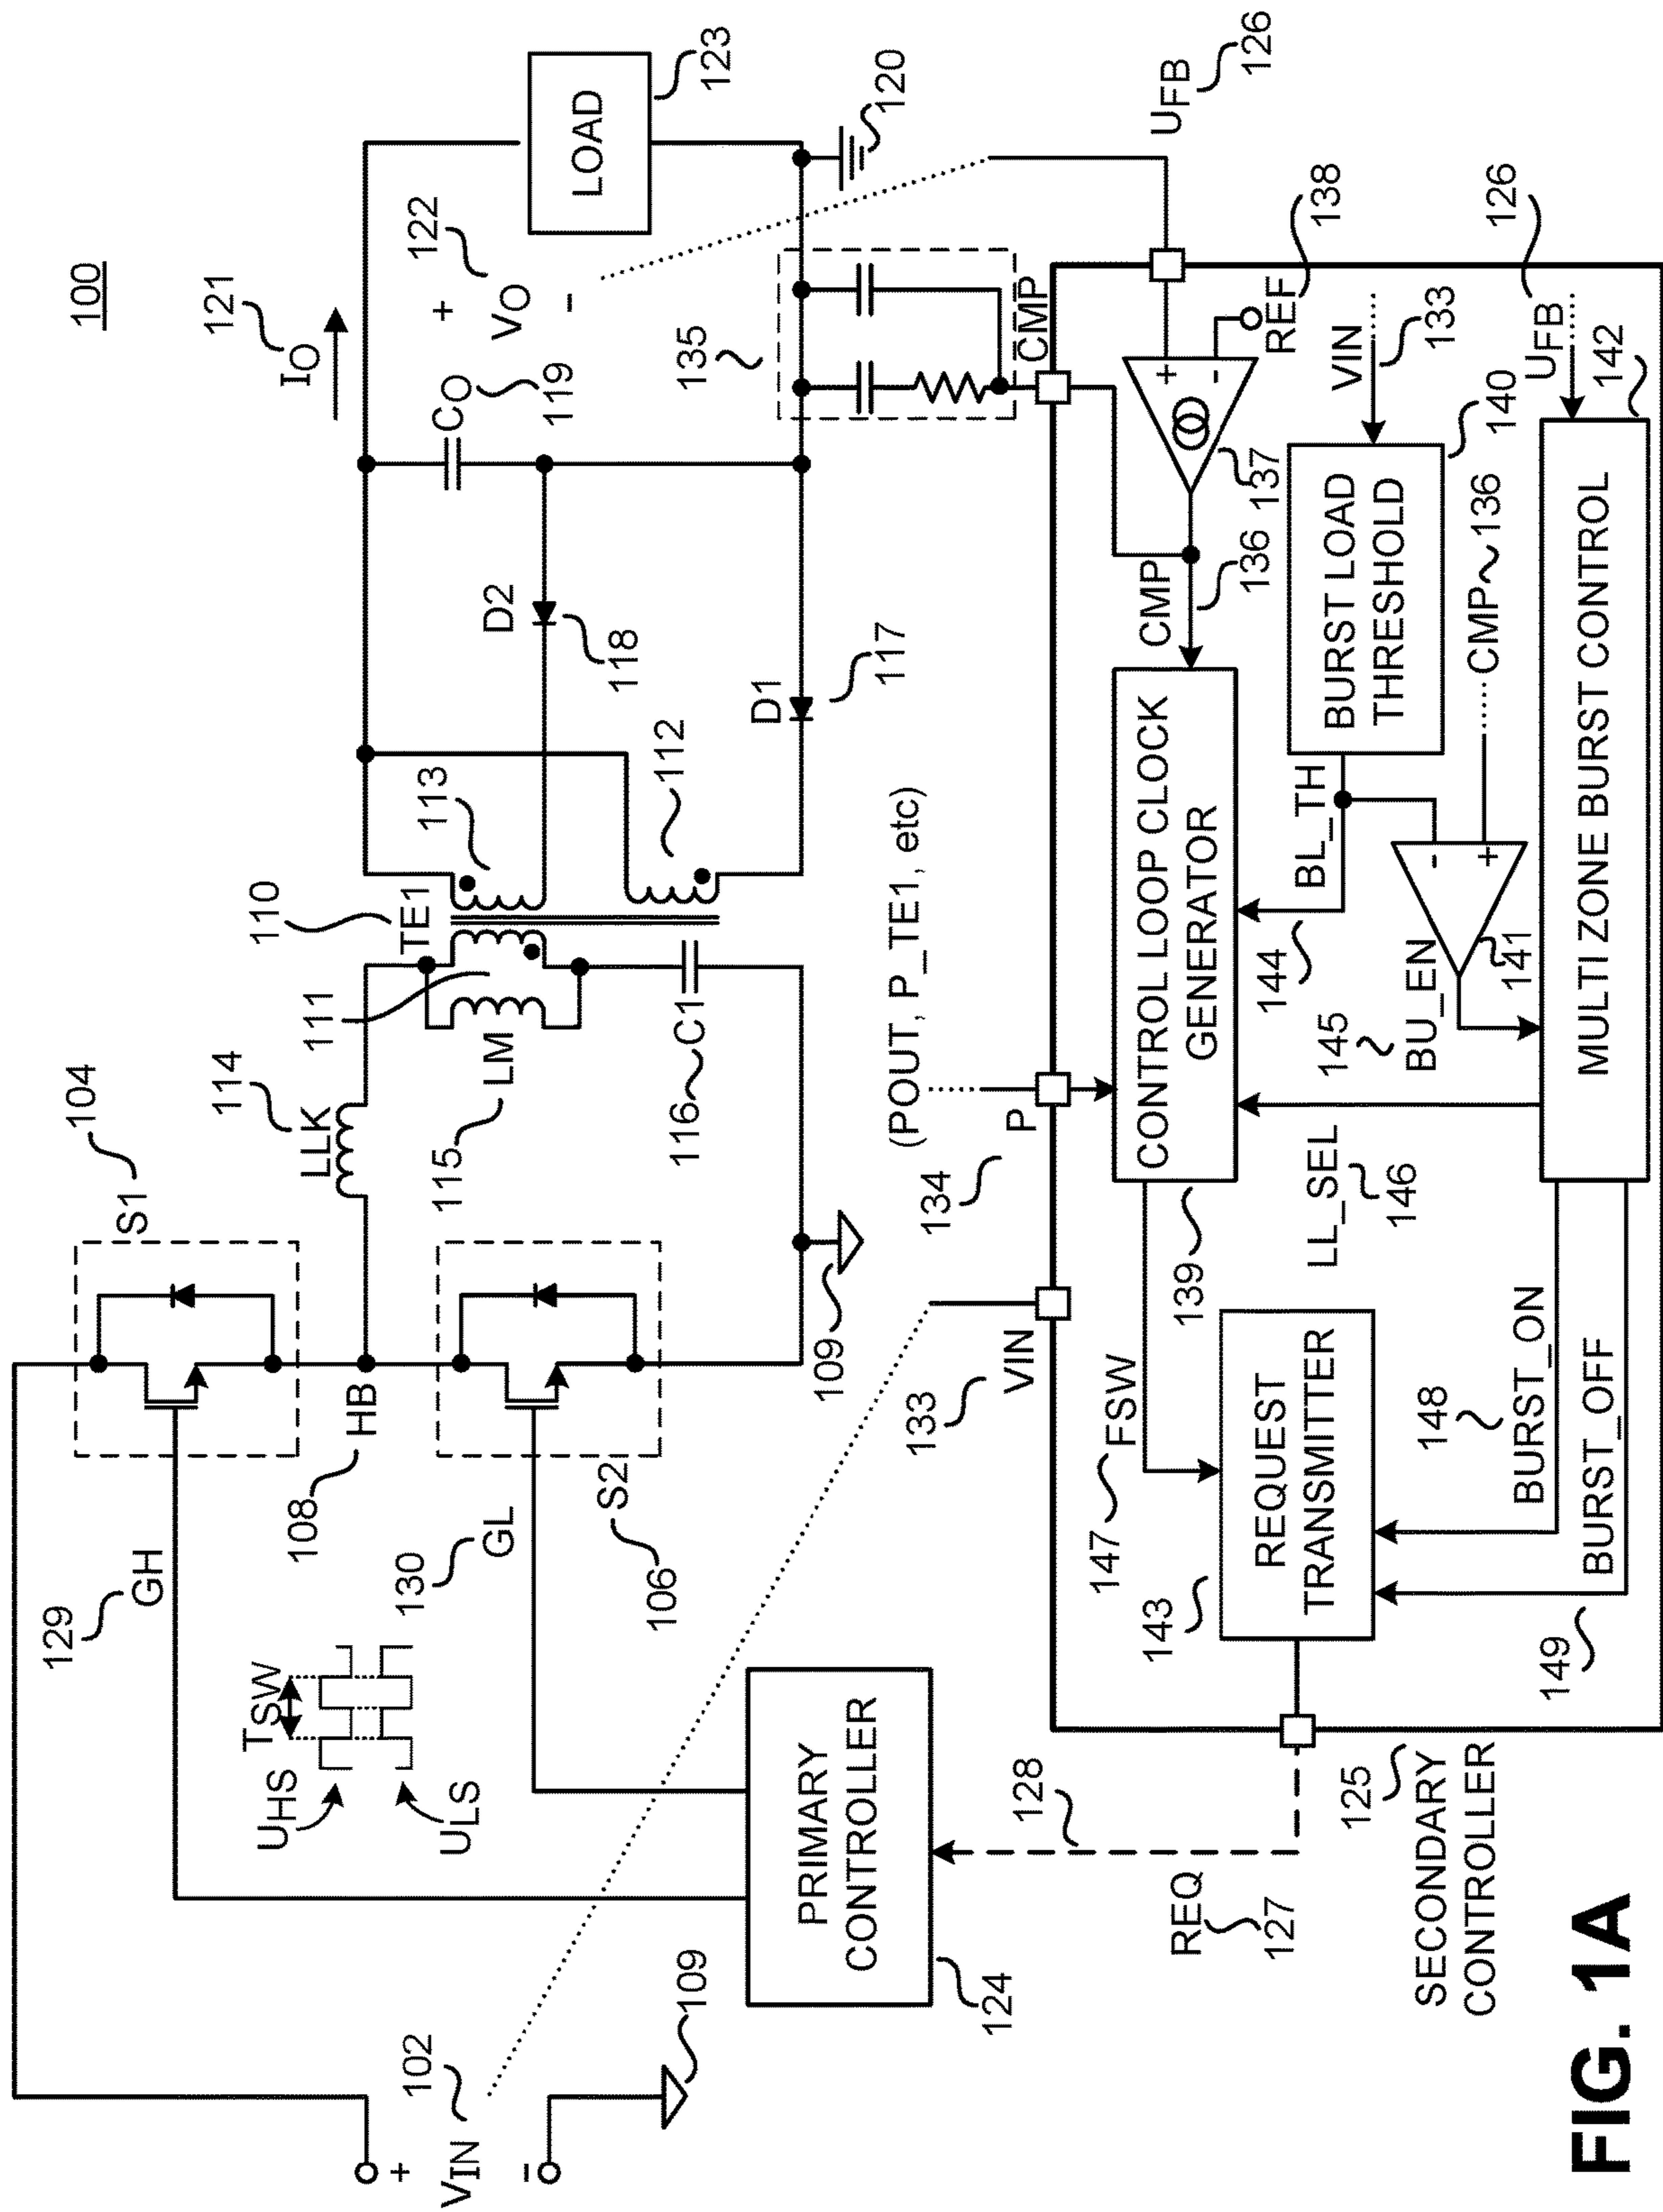 100
IO
121
+
VO
-
122
LOAD
123
CO
119
120
135
D2
118
D1
117
113
112
110
TE1
111
LM
115
116
C1
LLK
114
104
S1
109
HB
108
S2
106
GH
129
GL
130
UHS
TSW
ULS
+
VIN
-
102
109
PRIMARY
CONTROLLER
124
REQ
127
128
133
VIN
134
P
(POUT, P_TE1, etc)
CMP
UFB
126
+
-
REF
138
137
CMP
136
CONTROL LOOP CLOCK
GENERATOR
139
VIN
133
BURST LOAD
THRESHOLD
140
BL_TH
144
CMP
136
-
+
141
BU_EN
145
UFB
126
MULTI ZONE BURST CONTROL
142
LL_SEL
146
FSW
147
REQUEST
TRANSMITTER
143
BURST_ON
148
BURST_OFF
149
125
SECONDARY
CONTROLLER
FIG. 1A